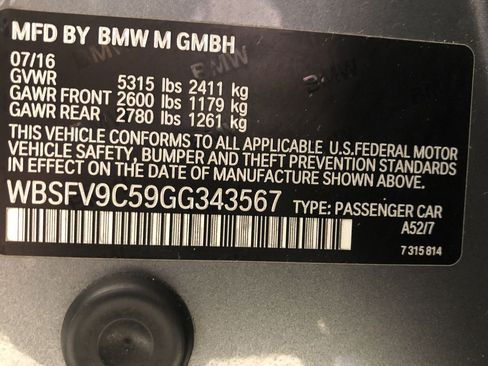 MFD BY BMW M GMBH
07/16
GVWR 5315 lbs 2411 kg
GAWR FRONT 2600 lbs 1179 kg
GAWR REAR 2780 lbs 1261 kg
THIS VEHICLE CONFORMS TO ALL APPLICABLE U.S.FEDERAL MOTOR
VEHICLE SAFETY, BUMPER, AND THEFT PREVENTION STANDARDS
IN EFFECT ON THE DATE OF MANUFACTURE SHOWN ABOVE.
WBSFV9C59GG343567 TYPE: PASSENGER CAR
A52/7
7 315 814
BMW
BMW